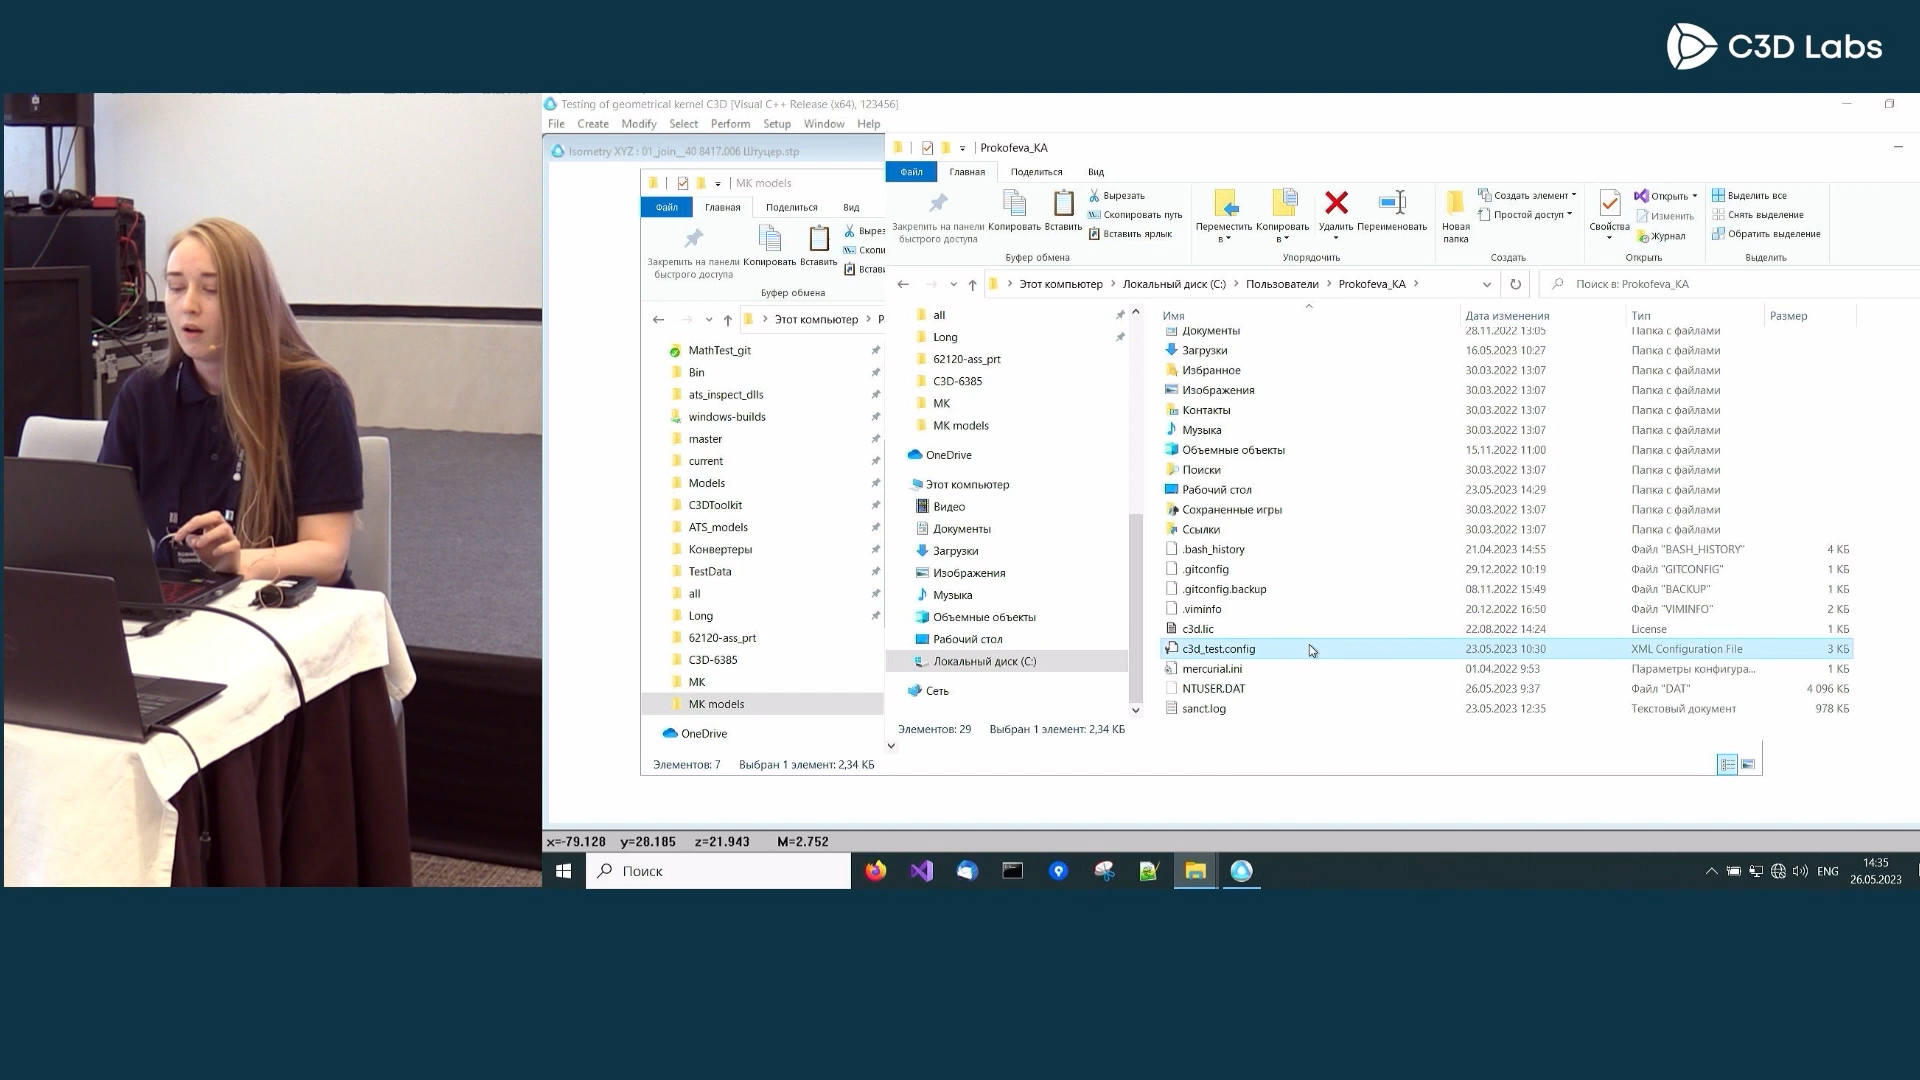 C3D Labs
Testing of geometrical kernel C3D [Visual C++ Release (x64), 123456]
File Create Modify Select Perform Setup Window Help
Isometry XYZ : 01_join__40 8417.006 Штуцер.stp
MK models
Файл Главная Поделиться Вид
Закрепить на панели быстрого доступа
Копировать
Вставить
Буфер обмена
Этот компьютер
MathTest_git
Bin
ats_inspect_dlls
windows-builds
master
current
Models
C3DToolkit
ATS_models
Конвертеры
TestData
all
Long
62120-ass_prt
C3D-6385
MK
MK models
OneDrive
Элементов: 7 Выбран 1 элемент: 2,34 КБ
Prokofeva_KA
Файл Главная Поделиться Вид
Закрепить на панели быстрого доступа
Копировать
Вставить
Вырезать
Скопировать путь
Вставить ярлык
Буфер обмена
Переместить в
Копировать в
Удалить
Переименовать
Упорядочить
Новая папка
Создать элемент
Простой доступ
Создать
Свойства
Открыть
Изменить
Журнал
Открыть
Выделить все
Снять выделение
Обратить выделение
Выделить
Этот компьютер Локальный диск (C:) Пользователи Prokofeva_KA
Поиск в: Prokofeva_KA
all
Long
62120-ass_prt
C3D-6385
MK
MK models
OneDrive
Этот компьютер
Видео
Документы
Загрузки
Изображения
Музыка
Объемные объекты
Рабочий стол
Локальный диск (C:)
Сеть
Имя Дата изменения Тип Размер
Документы 28.11.2022 13:05 Папка с файлами
Загрузки 16.05.2023 10:27 Папка с файлами
Избранное 30.03.2022 13:07 Папка с файлами
Изображения 30.03.2022 13:07 Папка с файлами
Контакты 30.03.2022 13:07 Папка с файлами
Музыка 30.03.2022 13:07 Папка с файлами
Объемные объекты 15.11.2022 11:00 Папка с файлами
Поиски 30.03.2022 13:07 Папка с файлами
Рабочий стол 23.05.2023 14:29 Папка с файлами
Сохраненные игры 30.03.2022 13:07 Папка с файлами
Ссылки 30.03.2022 13:07 Папка с файлами
.bash_history 21.04.2023 14:55 Файл "BASH_HISTORY" 4 КБ
.gitconfig 29.12.2022 10:19 Файл "GITCONFIG" 1 КБ
.gitconfig.backup 08.11.2022 15:49 Файл "BACKUP" 1 КБ
.viminfo 20.12.2022 16:50 Файл "VIMINFO" 2 КБ
c3d.lic 22.08.2022 14:24 License 1 КБ
c3d_test.config 23.05.2023 10:30 XML Configuration File 3 КБ
mercurial.ini 01.04.2022 9:53 Параметры конфигура... 1 КБ
NTUSER.DAT 26.05.2023 9:37 Файл "DAT" 4 096 КБ
sanct.log 23.05.2023 12:35 Текстовый документ 978 КБ
Элементов: 29 Выбран 1 элемент: 2,34 КБ
x=-79.128 y=28.185 z=21.943 M=2.752
Поиск
ENG
14:35
26.05.2023